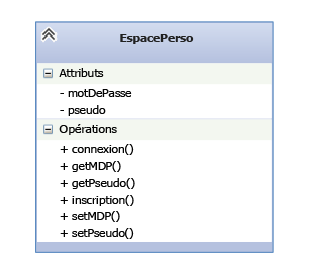 EspacePerso
Attributs
- motDePasse
- pseudo
Opérations
+ connexion()
+ getMDP()
+ getPseudo()
+ inscription()
+ setMDP()
+ setPseudo()